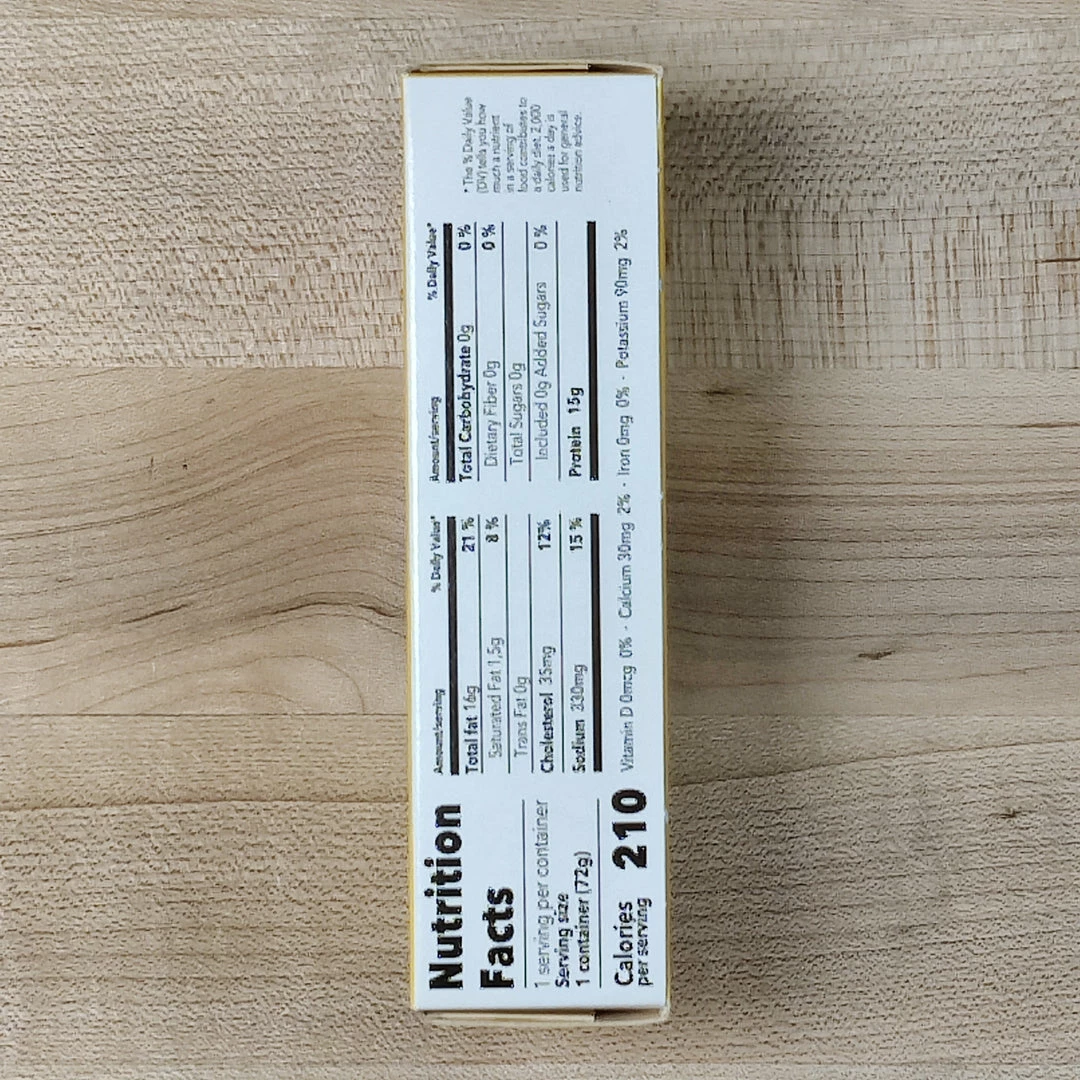 Nutrition
Facts
1 serving per container
Serving size
1 container (72g)
Calories 210
per serving
Amount/serving % Daily Value*
Total fat 16g 21 %
Saturated Fat 1,5g 8 %
Trans Fat 0g
Cholesterol 35mg 12%
Sodium 330mg 15 %
Amount/serving % Daily Value*
Total Carbohydrate 0g 0 %
Dietary Fiber 0g 0 %
Total Sugars 0g
Included 0g Added Sugars 0 %
Protein 15g
Vitamin D 0mcg 0% · Calcium 30mg 2% · Iron 0mg 0% · Potassium 90mg 2%
* The % Daily Value
(DV) tells you how
much a nutrient
in a serving of
food contributes to
a daily diet. 2,000
calories a day is
used for general
nutrition advice.